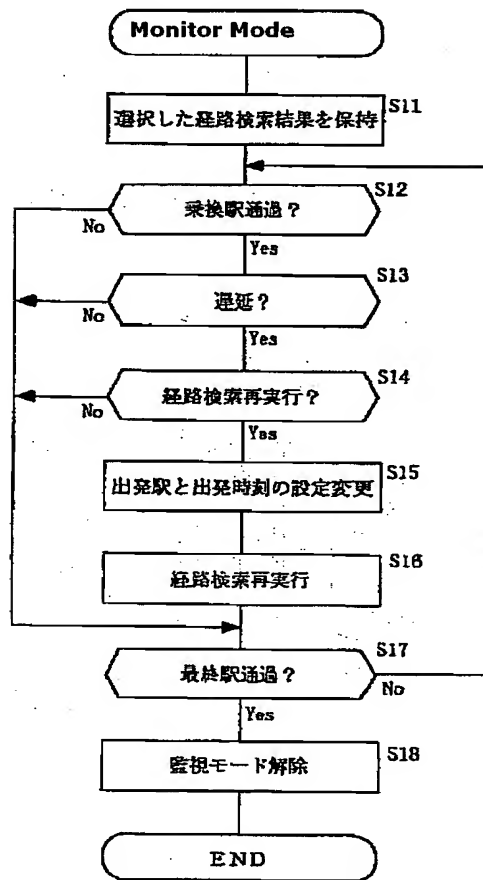 Monitor Mode
S11
選択した経路検索結果を保持
S12
乗換駅通過？
No
Yes
S13
遅延？
No
Yes
S14
経路検索再実行？
No
Yes
S15
出発駅と出発時刻の設定変更
S16
経路検索再実行
S17
最終駅通過？
No
Yes
S18
監視モード解除
END